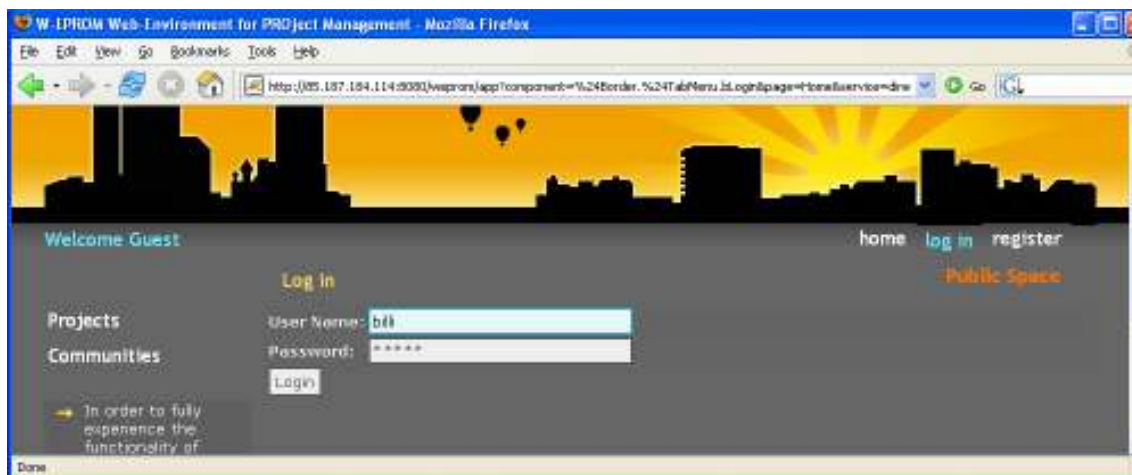 W-EPROM Web-Environment for PROject Management - Mozilla Firefox
File Edit View Go Bookmarks Tools Help
Go
Welcome Guest
home log in register
Log in
Public Space
Projects
User Name:
Communities
Password: *****
Login
In order to fully
experience the
functionality of
Done